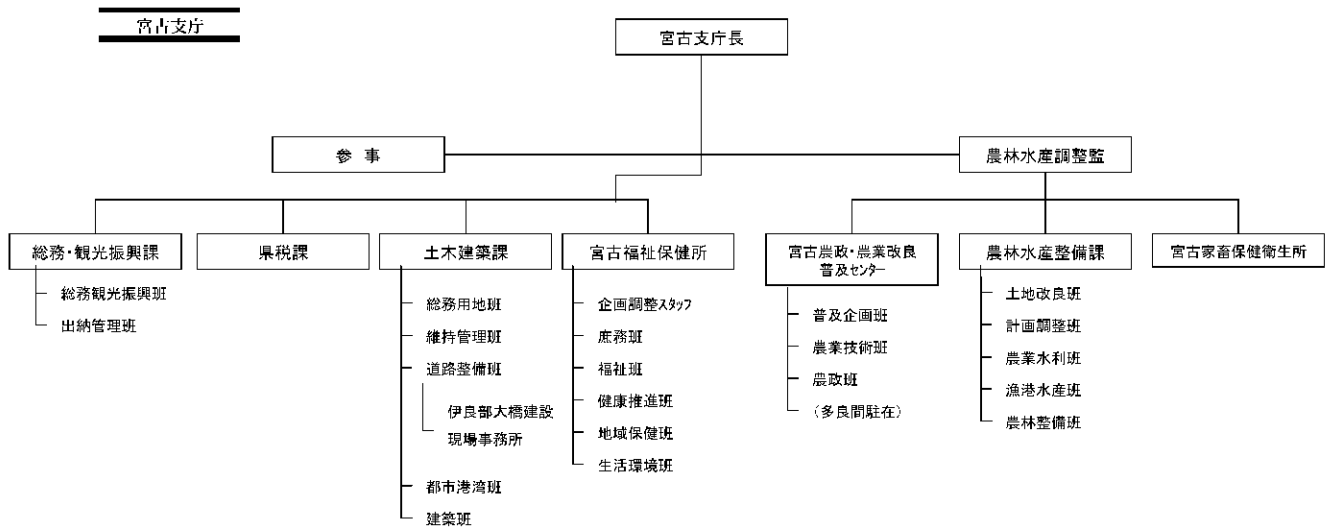 宮古支庁
宮古支庁長
参 事
農林水産調整監
総務・観光振興課
総務観光振興班
出納管理班
県税課
土木建築課
総務用地班
維持管理班
道路整備班
伊良部大橋建設
現場事務所
都市港湾班
建築班
宮古福祉保健所
企画調整スタッフ
庶務班
福祉班
健康推進班
地域保健班
生活環境班
宮古農政・農業改良
普及センター
普及企画班
農業技術班
農政班
(多良間駐在)
農林水産整備課
土地改良班
計画調整班
農業水利班
漁港水産班
農林整備班
宮古家畜保健衛生所